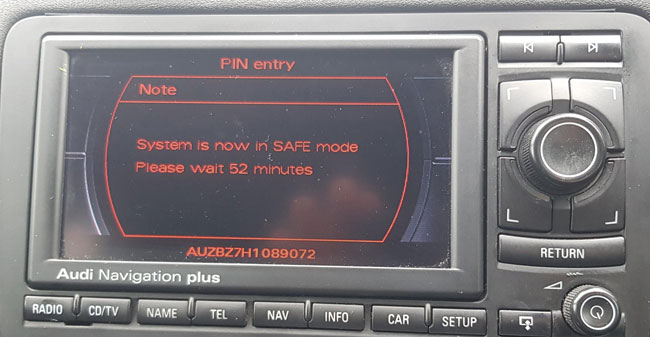 PIN entry
Note
System is now in SAFE mode
Please wait 52 minutes
AUZBZ7H1089072
Audi Navigation plus
RADIO CD/TV NAME TEL NAV INFO CAR SETUP
RETURN